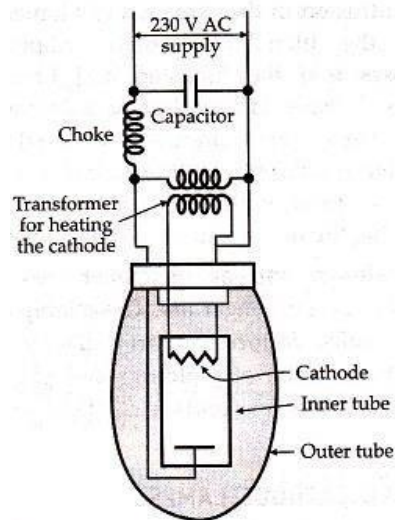 230 V AC
supply
Capacitor
Choke
Transformer
for heating
the cathode
Cathode
Inner tube
Outer tube